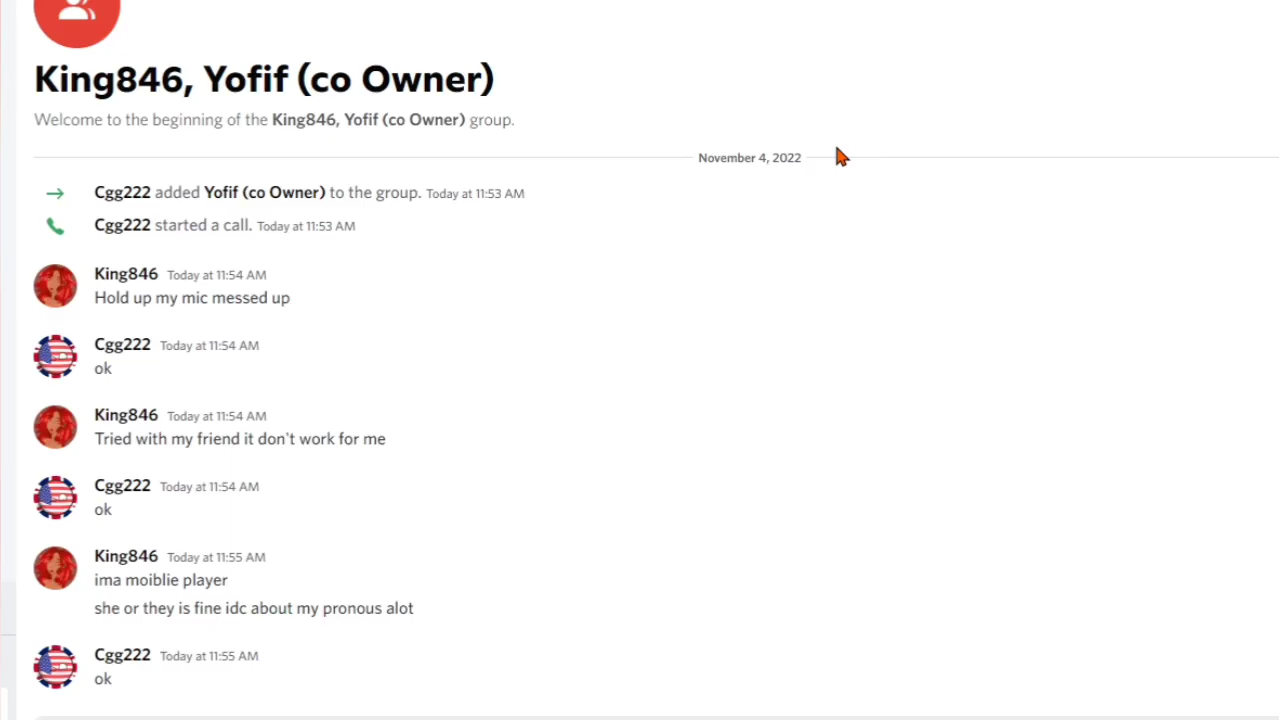 King846, Yofif (co Owner)
Welcome to the beginning of the King846, Yofif (co Owner) group.
November 4, 2022
Cgg222 added Yofif (co Owner) to the group. Today at 11:53 AM
Cgg222 started a call. Today at 11:53 AM
King846 Today at 11:54 AM
Hold up my mic messed up
Cgg222 Today at 11:54 AM
ok
King846 Today at 11:54 AM
Tried with my friend it don't work for me
Cgg222 Today at 11:54 AM
ok
King846 Today at 11:55 AM
ima moiblie player
she or they is fine idc about my pronous alot
Cgg222 Today at 11:55 AM
ok